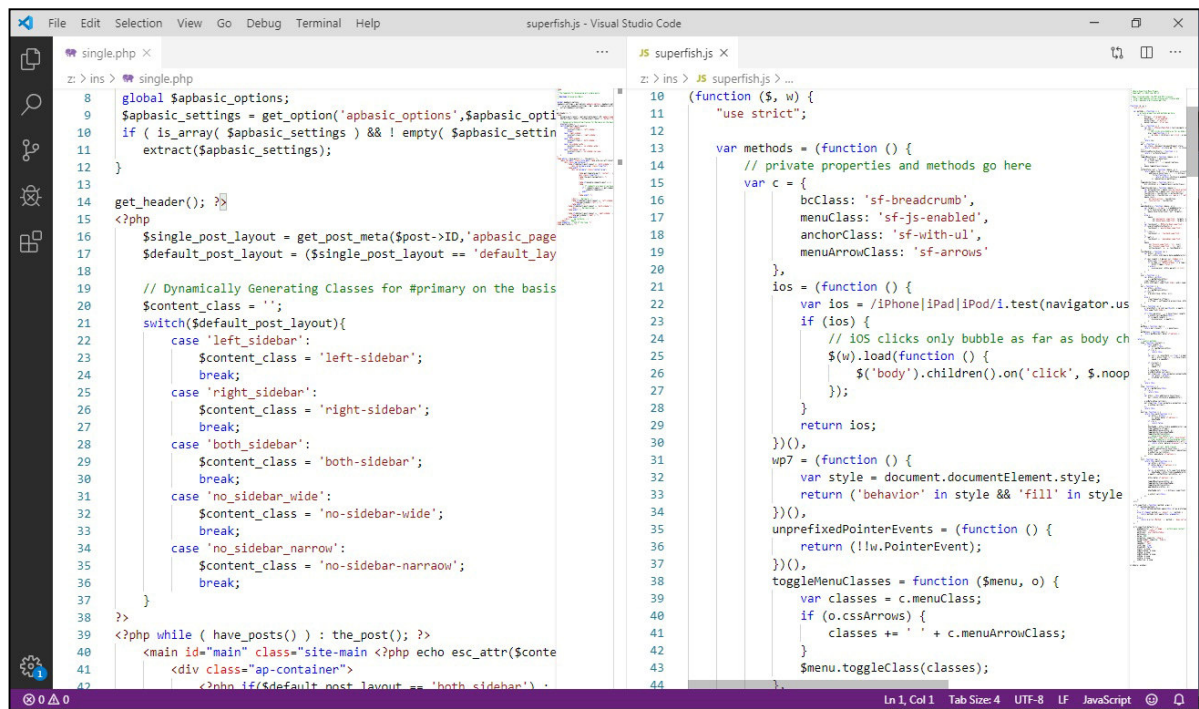 File Edit Selection View Go Debug Terminal Help superfish.js - Visual Studio Code
single.php
z: > ins > single.php
8 global $apbasic_options;
9 $apbasic_settings = get_option('apbasic_options',$apbasic_opti
10 if ( is_array( $apbasic_settings ) && ! empty( $apbasic_settin
11 extract($apbasic_settings);
12 }
13
14 get_header(); ?>
15 <?php
16 $single_post_layout = get_post_meta($post->ID,'apbasic_page
17 $default_post_layout = ($single_post_layout == 'default_lay
18
19 // Dynamically Generating Classes for #primary on the basis
20 $content_class = '';
21 switch($default_post_layout){
22 case 'left_sidebar':
23 $content_class = 'left-sidebar';
24 break;
25 case 'right_sidebar':
26 $content_class = 'right-sidebar';
27 break;
28 case 'both_sidebar':
29 $content_class = 'both-sidebar';
30 break;
31 case 'no_sidebar_wide':
32 $content_class = 'no-sidebar-wide';
33 break;
34 case 'no_sidebar_narrow':
35 $content_class = 'no-sidebar-narraow';
36 break;
37 }
38 ?>
39 <?php while ( have_posts() ) : the_post(); ?>
40 <main id="main" class="site-main <?php echo esc_attr($conte
41 <div class="ap-container">
42 <?php if($default_post_layout == 'both_sidebar') :
JS superfish.js
z: > ins > JS superfish.js > ...
10 (function ($, w) {
11 "use strict";
12
13 var methods = (function () {
14 // private properties and methods go here
15 var c = {
16 bcClass: 'sf-breadcrumb',
17 menuClass: 'sf-js-enabled',
18 anchorClass: 'sf-with-ul',
19 menuArrowClass: 'sf-arrows'
20 },
21 ios = (function () {
22 var ios = /iPhone|iPad|iPod/i.test(navigator.us
23 if (ios) {
24 // iOS clicks only bubble as far as body ch
25 $(w).load(function () {
26 $('body').children().on('click', $.noop
27 });
28 }
29 return ios;
30 })(),
31 wp7 = (function () {
32 var style = document.documentElement.style;
33 return ('behavior' in style && 'fill' in style
34 })(),
35 unprefixedPointerEvents = (function () {
36 return (!!w.PointerEvent);
37 })(),
38 toggleMenuClasses = function ($menu, o) {
39 var classes = c.menuClass;
40 if (o.cssArrows) {
41 classes += ' ' + c.menuArrowClass;
42 }
43 $menu.toggleClass(classes);
44 },
1
0 0 Ln 1, Col 1 Tab Size: 4 UTF-8 LF JavaScript